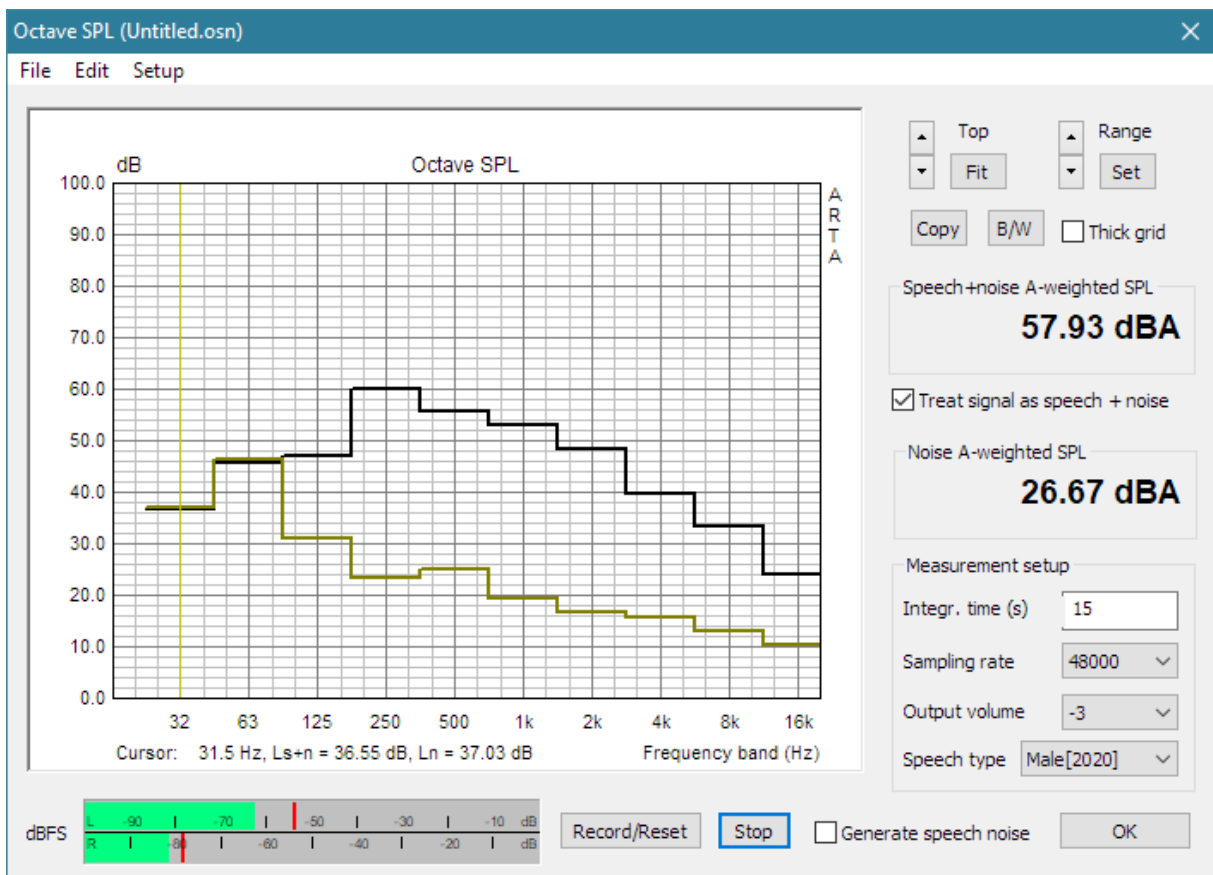 Octave SPL (Untitled.osn)
File Edit Setup
dB
Octave SPL
100.0
90.0
80.0
70.0
60.0
50.0
40.0
30.0
20.0
10.0
0.0
A
R
T
A
32 63 125 250 500 1k 2k 4k 8k 16k
Cursor: 31.5 Hz, Ls+n = 36.55 dB, Ln = 37.03 dB Frequency band (Hz)
Top Range
Fit Set
Copy B/W Thick grid
Speech+noise A-weighted SPL
57.93 dBA
Treat signal as speech + noise
Noise A-weighted SPL
26.67 dBA
Measurement setup
Integr. time (s) 15
Sampling rate 48000
Output volume -3
Speech type Male[2020]
dBFS
L -90 -70 -50 -30 -10 dB
R -80 -60 -40 -20 dB
Record/Reset Stop Generate speech noise OK